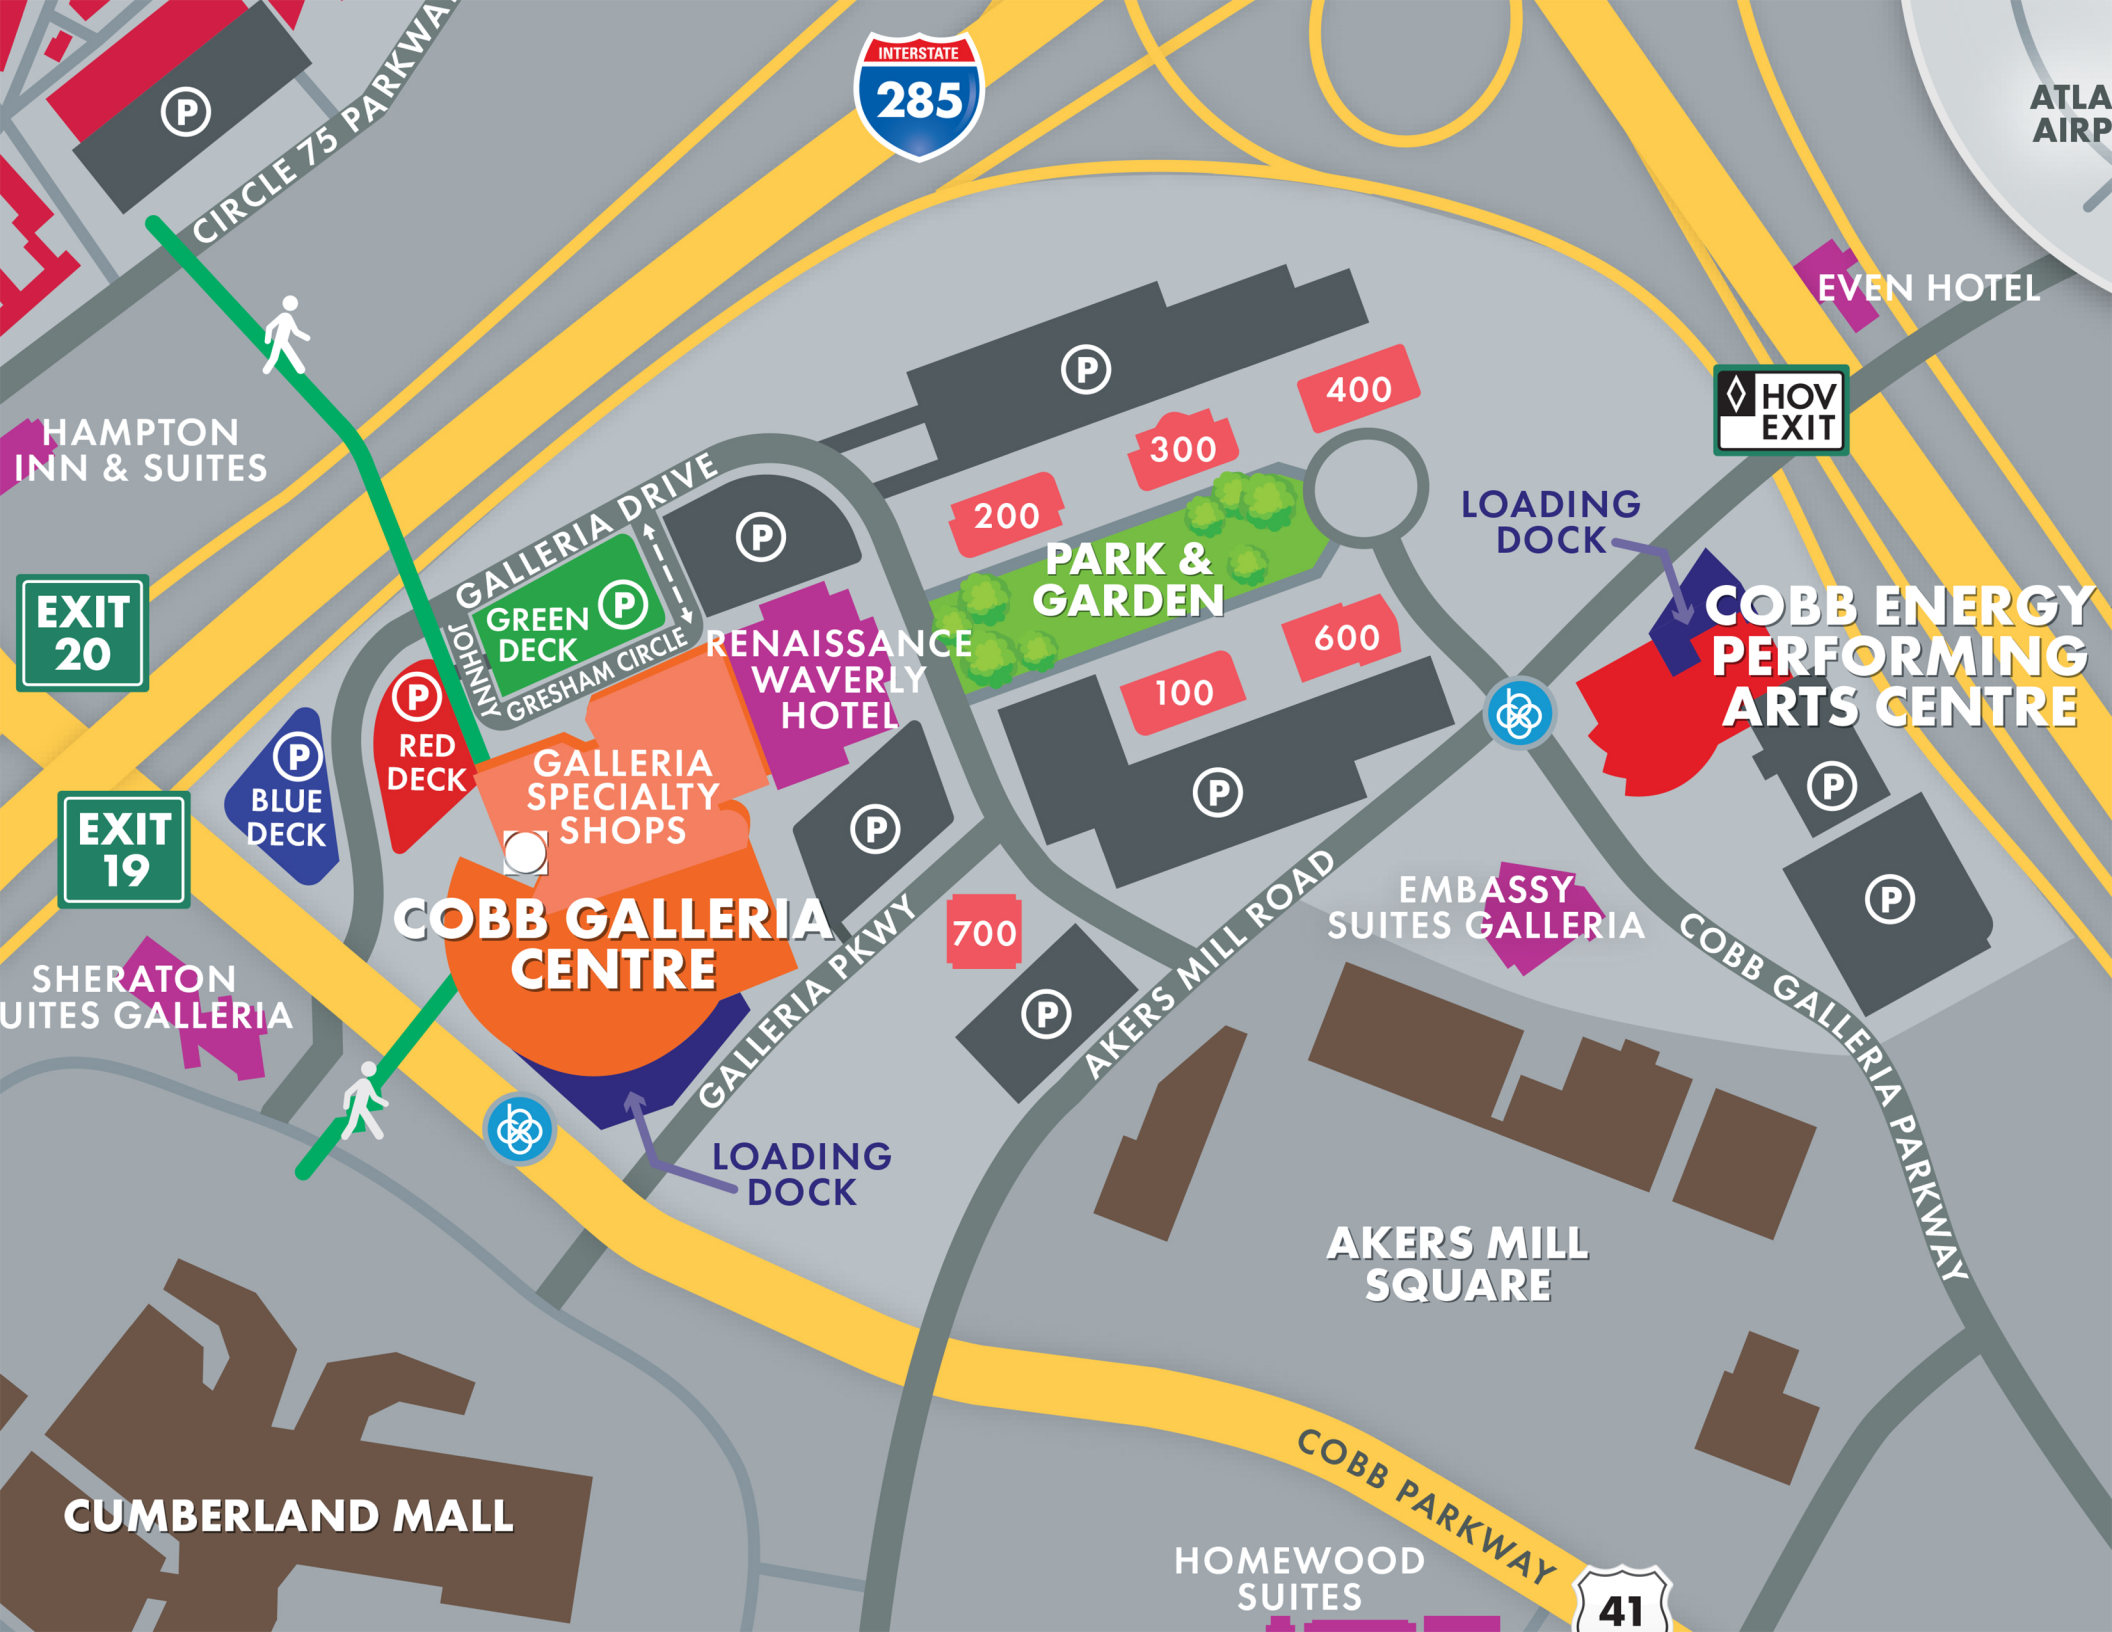 INTERSTATE
285
ATLA
AIRP
P
CIRCLE 75 PARKWAY
EVEN HOTEL
HOV
EXIT
HAMPTON
INN & SUITES
P
400
300
200
LOADING
DOCK
GALLERIA DRIVE
P
PARK &
GARDEN
EXIT
20
GREEN
DECK
P
JOHNNY
GRESHAM CIRCLE
RENAISSANCE
WAVERLY
HOTEL
600
100
COBB ENERGY
PERFORMING
ARTS CENTRE
P
RED
DECK
P
BLUE
DECK
GALLERIA
SPECIALTY
SHOPS
P
P
P
P
EXIT
19
COBB GALLERIA
CENTRE
700
GALLERIA PKWY
AKERS MILL ROAD
EMBASSY
SUITES GALLERIA
COBB GALLERIA PARKWAY
SHERATON
UITES GALLERIA
P
LOADING
DOCK
AKERS MILL
SQUARE
CUMBERLAND MALL
COBB PARKWAY
HOMEWOOD
SUITES
41